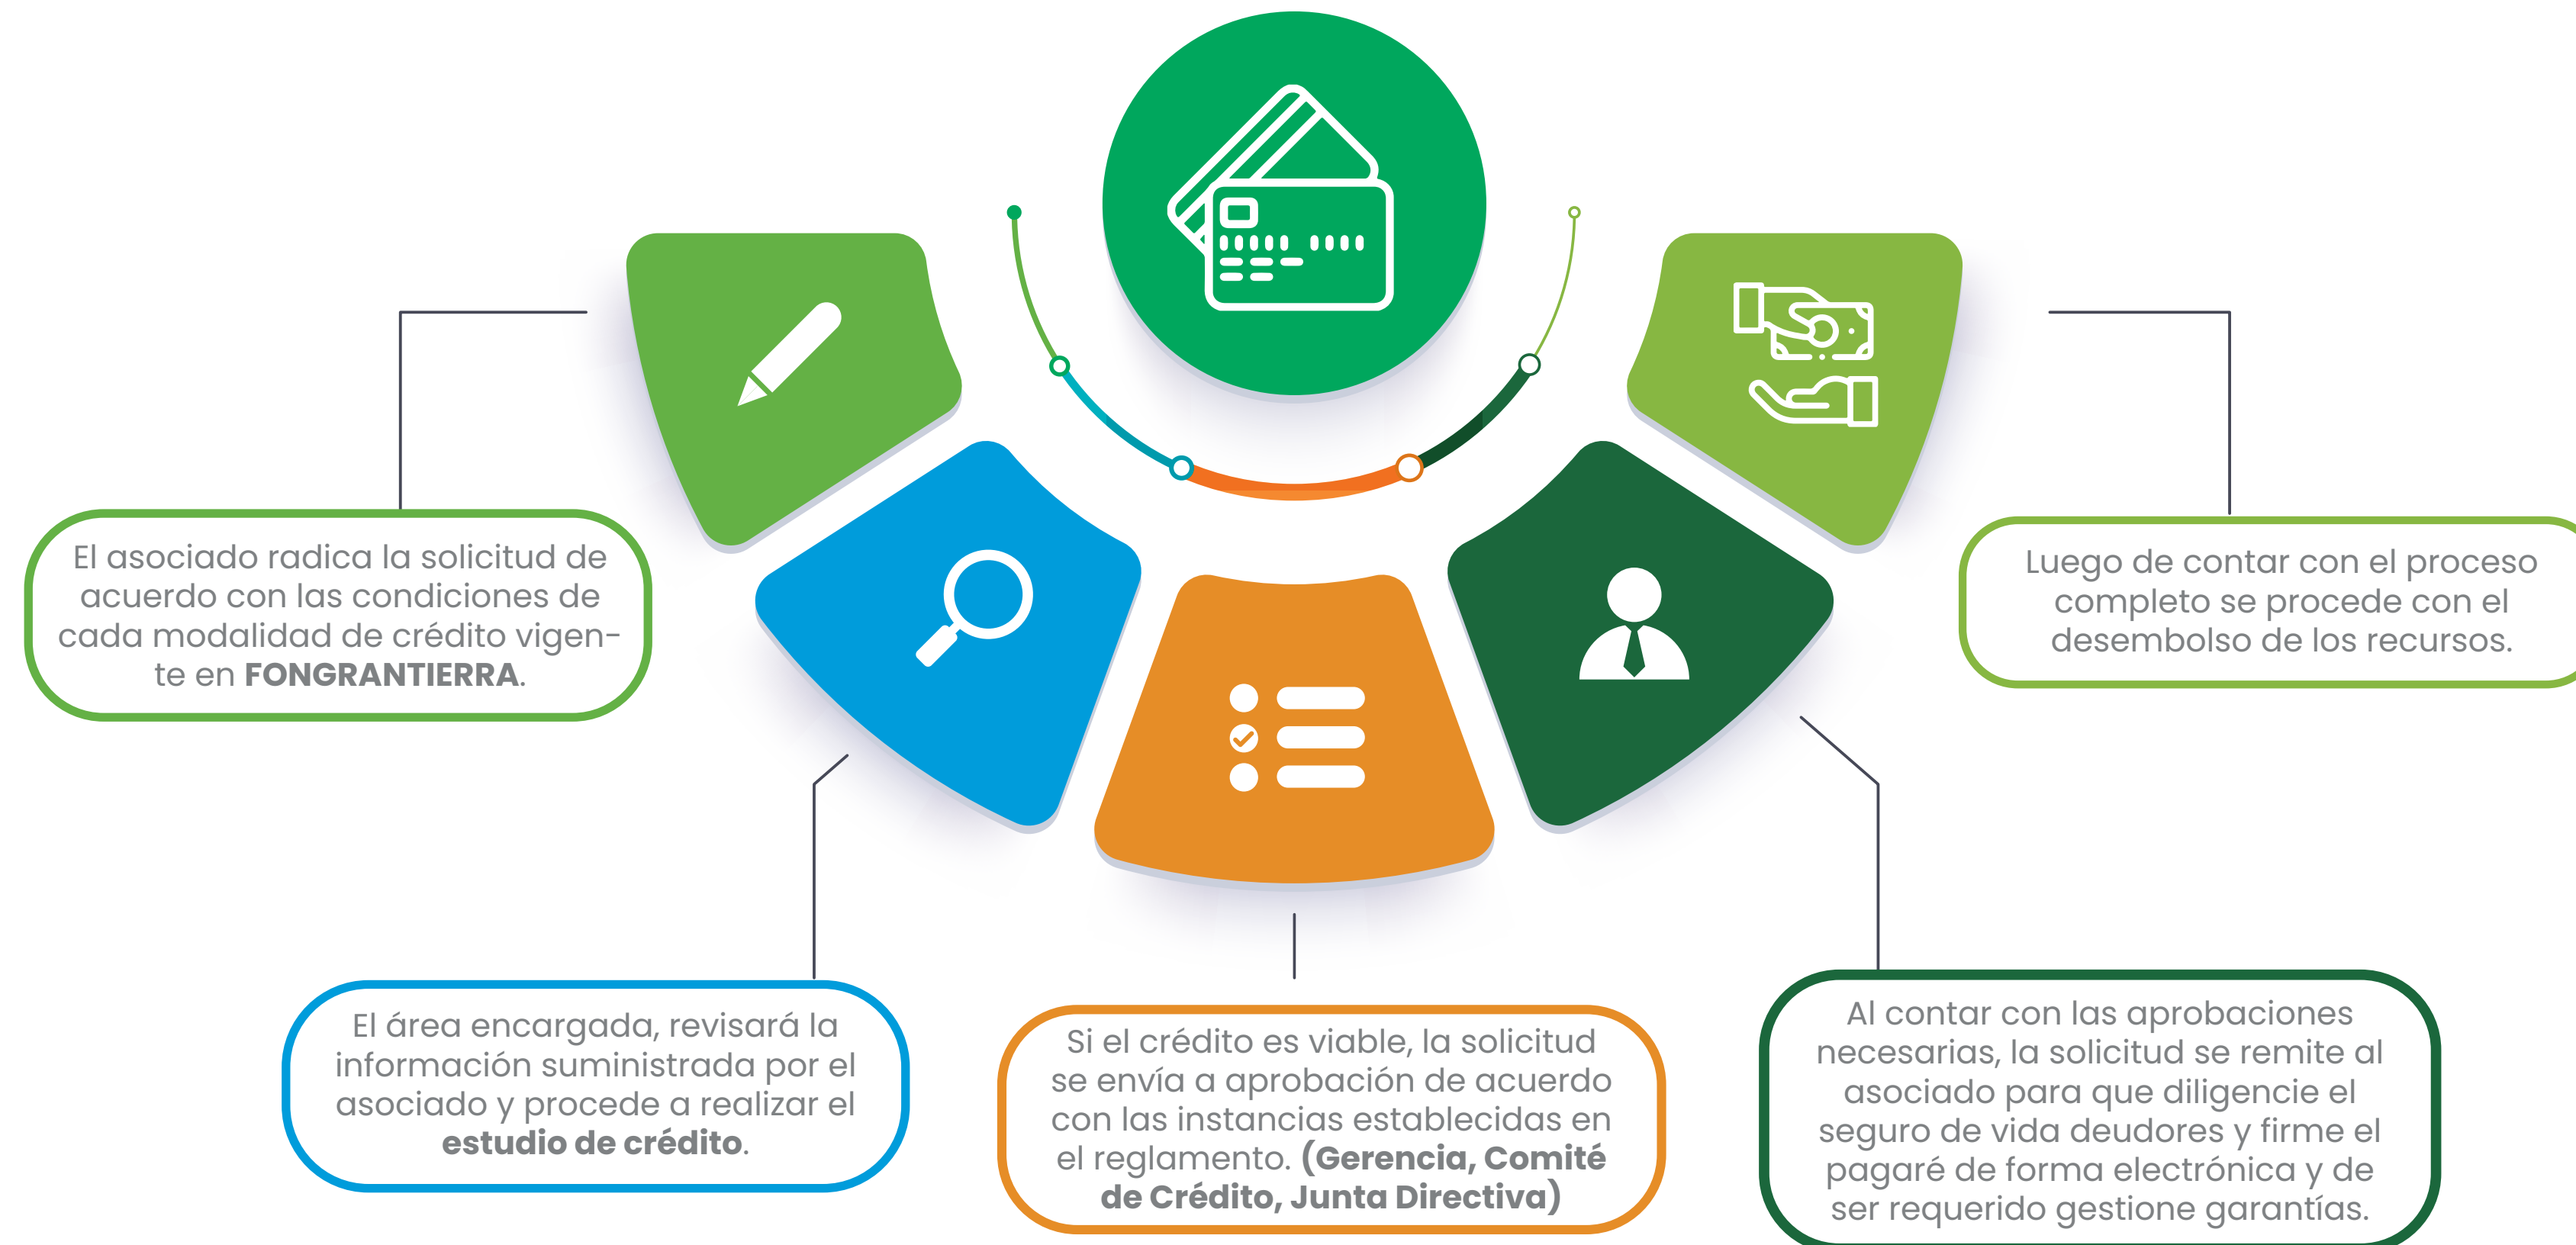 El asociado radica la solicitud de
acuerdo con las condiciones de
cada modalidad de crédito vigen-
te en FONGRANTIERRA.
El área encargada, revisará la
información suministrada por el
asociado y procede a realizar el
estudio de crédito.
Si el crédito es viable, la solicitud
se envía a aprobación de acuerdo
con las instancias establecidas en
el reglamento. (Gerencia, Comité
de Crédito, Junta Directiva)
Al contar con las aprobaciones
necesarias, la solicitud se remite al
asociado para que diligencie el
seguro de vida deudores y firme el
pagaré de forma electrónica y de
ser requerido gestione garantías.
Luego de contar con el proceso
completo se procede con el
desembolso de los recursos.